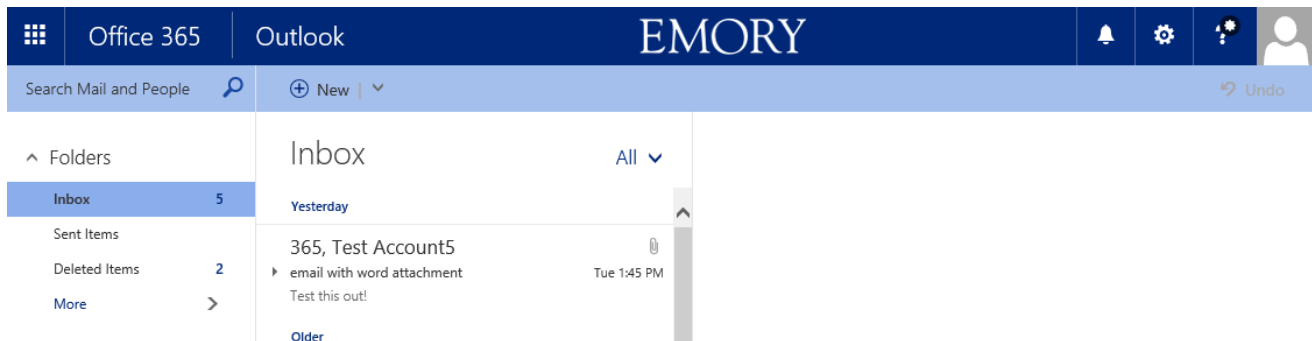 Office 365 Outlook EMORY
Search Mail and People New Undo
Folders
Inbox 5
Sent Items
Deleted Items 2
More
Inbox All
Yesterday
365, Test Account5
email with word attachment Tue 1:45 PM
Test this out!
Older